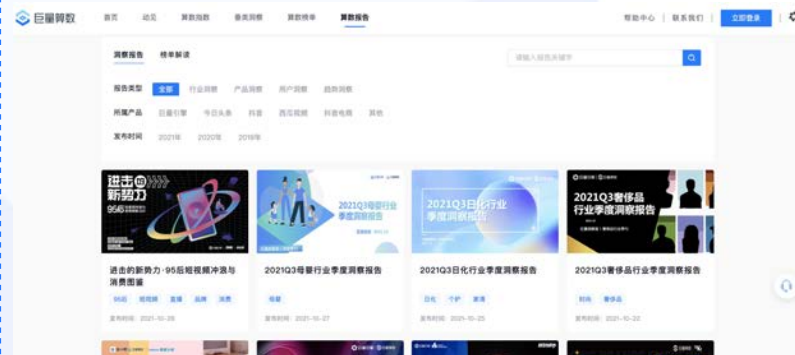 巨量算数 首页 动见 算数指数 垂类洞察 算数榜单 算数报告 帮助中心 | 联系我们 | 立即登录
洞察报告 榜单解读
请输入报告关键字
报告类型 全部 行业洞察 产品洞察 用户洞察 趋势洞察
所属产品 巨量引擎 今日头条 抖音 西瓜视频 抖音电商 其他
发布时间 2021年 2020年 2019年
进击的
新势力
2021Q3母婴行业
季度洞察报告
2021Q3日化行业
季度洞察报告
2021Q3奢侈品
行业季度洞察报告
进击的新势力·95后短视频冲浪与
消费图鉴
95后 短视频 直播 品牌 消费
发布时间：2021-10-28
2021Q3母婴行业季度洞察报告
母婴
发布时间：2021-10-27
2021Q3日化行业季度洞察报告
日化 个护 家清
发布时间：2021-10-25
2021Q3奢侈品行业季度洞察报告
时尚 奢侈品
发布时间：2021-10-20